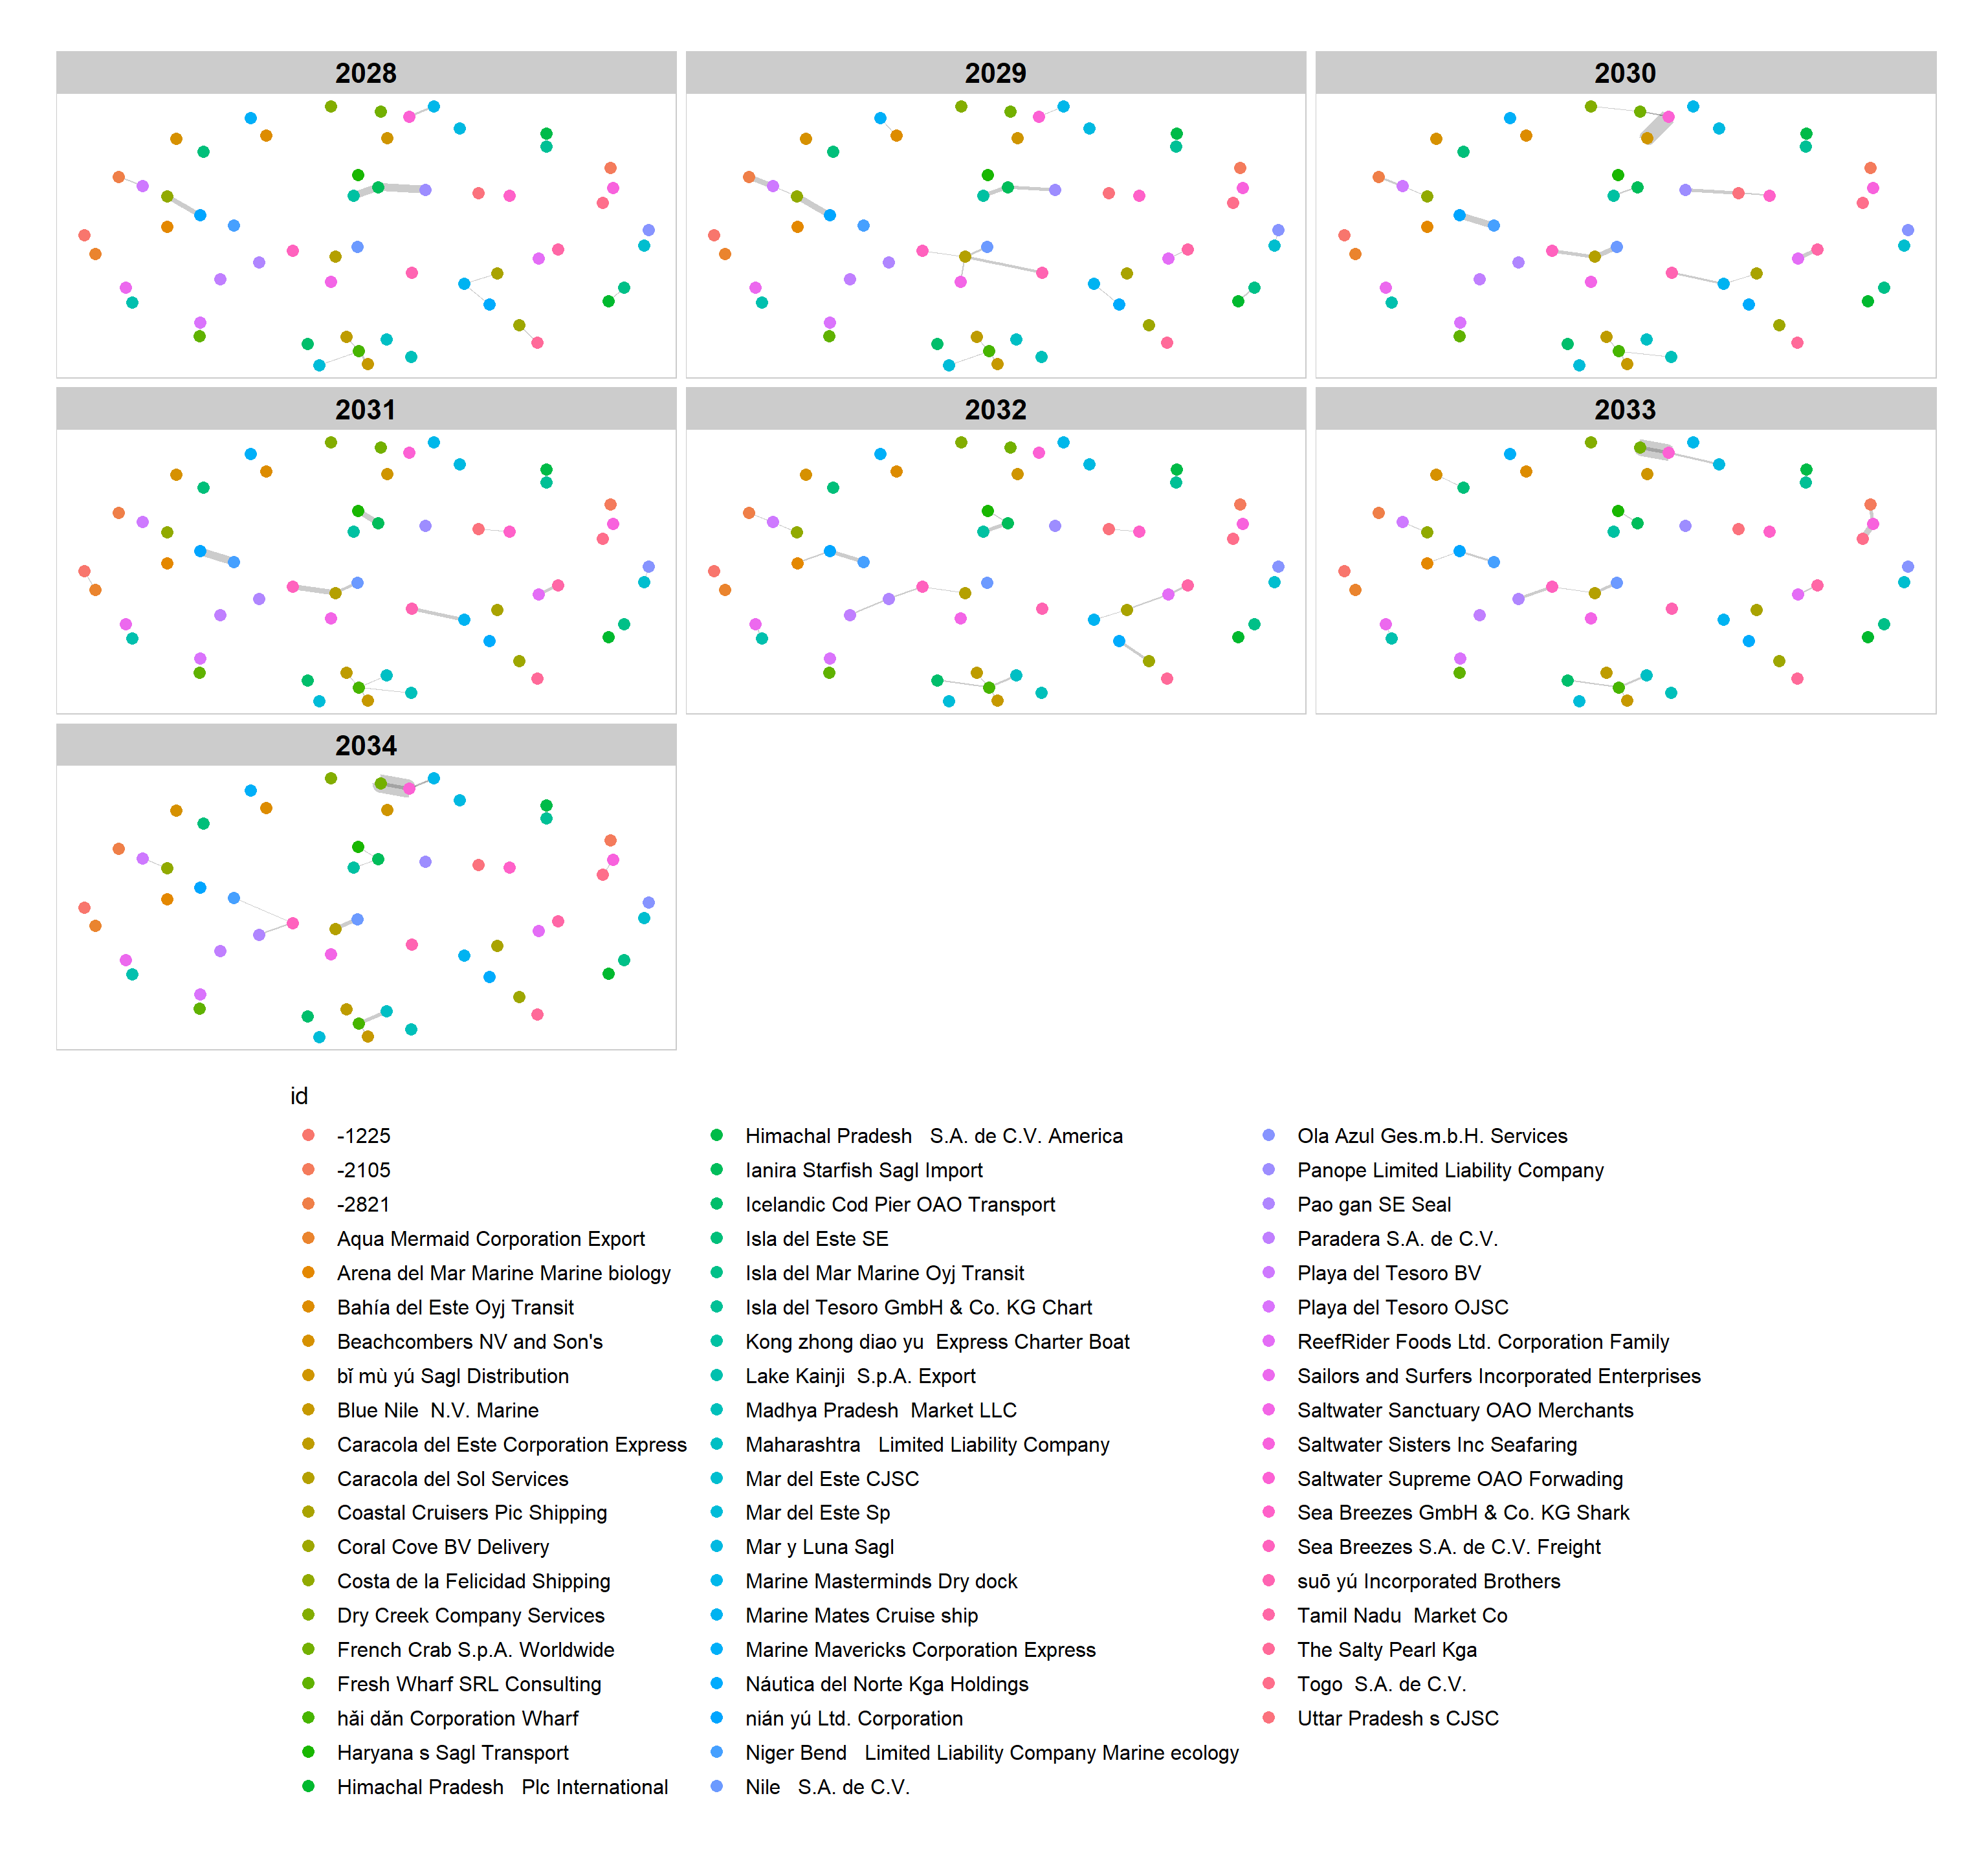 2028
2029
2030
2031
2032
2033
2034
id
-1225
-2105
-2821
Aqua Mermaid Corporation Export
Arena del Mar Marine Marine biology
Bahía del Este Oyj Transit
Beachcombers NV and Son's
bǐ mù yú Sagl Distribution
Blue Nile  N.V. Marine
Caracola del Este Corporation Express
Caracola del Sol Services
Coastal Cruisers Pic Shipping
Coral Cove BV Delivery
Costa de la Felicidad Shipping
Dry Creek Company Services
French Crab S.p.A. Worldwide
Fresh Wharf SRL Consulting
hǎi dǎn Corporation Wharf
Haryana s Sagl Transport
Himachal Pradesh   Plc International
Himachal Pradesh   S.A. de C.V. America
Ianira Starfish Sagl Import
Icelandic Cod Pier OAO Transport
Isla del Este SE
Isla del Mar Marine Oyj Transit
Isla del Tesoro GmbH & Co. KG Chart
Kong zhong diao yu  Express Charter Boat
Lake Kainji  S.p.A. Export
Madhya Pradesh  Market LLC
Maharashtra   Limited Liability Company
Mar del Este CJSC
Mar del Este Sp
Mar y Luna Sagl
Marine Masterminds Dry dock
Marine Mates Cruise ship
Marine Mavericks Corporation Express
Náutica del Norte Kga Holdings
nián yú Ltd. Corporation
Niger Bend   Limited Liability Company Marine ecology
Nile   S.A. de C.V.
Ola Azul Ges.m.b.H. Services
Panope Limited Liability Company
Pao gan SE Seal
Paradera S.A. de C.V.
Playa del Tesoro BV
Playa del Tesoro OJSC
ReefRider Foods Ltd. Corporation Family
Sailors and Surfers Incorporated Enterprises
Saltwater Sanctuary OAO Merchants
Saltwater Sisters Inc Seafaring
Saltwater Supreme OAO Forwading
Sea Breezes GmbH & Co. KG Shark
Sea Breezes S.A. de C.V. Freight
suō yú Incorporated Brothers
Tamil Nadu  Market Co
The Salty Pearl Kga
Togo  S.A. de C.V.
Uttar Pradesh s CJSC